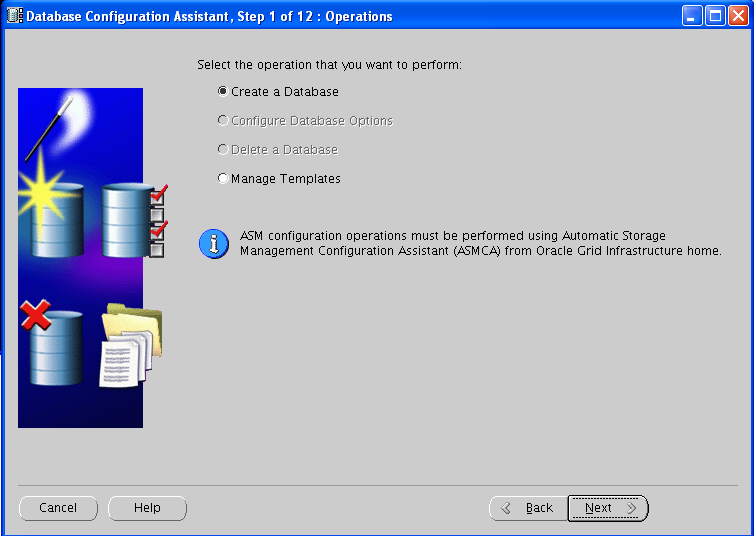 Database Configuration Assistant, Step 1 of 12 : Operations
Select the operation that you want to perform:
Create a Database
Configure Database Options
Delete a Database
Manage Templates
ASM configuration operations must be performed using Automatic Storage
Management Configuration Assistant (ASMCA) from Oracle Grid Infrastructure home.
Cancel
Help
Back
Next